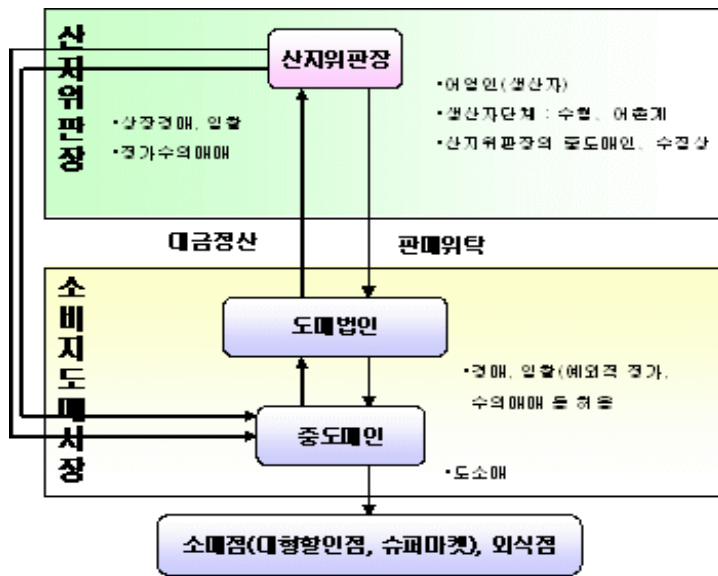 산지위판장
산지위판장
•어업인(생산자)
•생산자단체 : 수협, 어촌계
•산지위판장의 중도매인, 수집상
•상장경매, 입찰
•정가수의매매
대금정산
판매위탁
소비지도매시장
도매법인
•경매, 입찰(예외적 정가,
수의매매 등 허용
중도매인
•도소매
소매점(대형할인점, 슈퍼마켓), 외식점